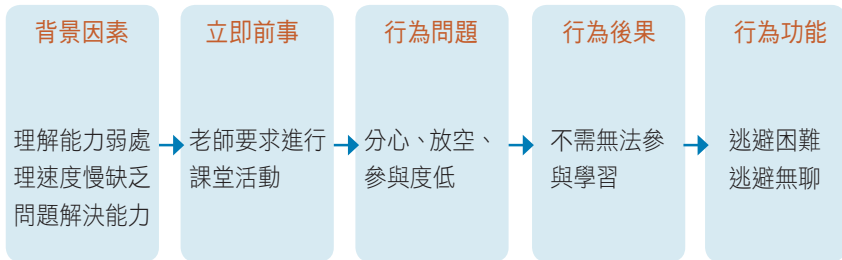 背景因素
理解能力弱處
理速度慢缺乏
問題解決能力
立即前事
老師要求進行
課堂活動
行為問題
分心、放空、
參與度低
行為後果
不需無法參
與學習
行為功能
逃避困難
逃避無聊